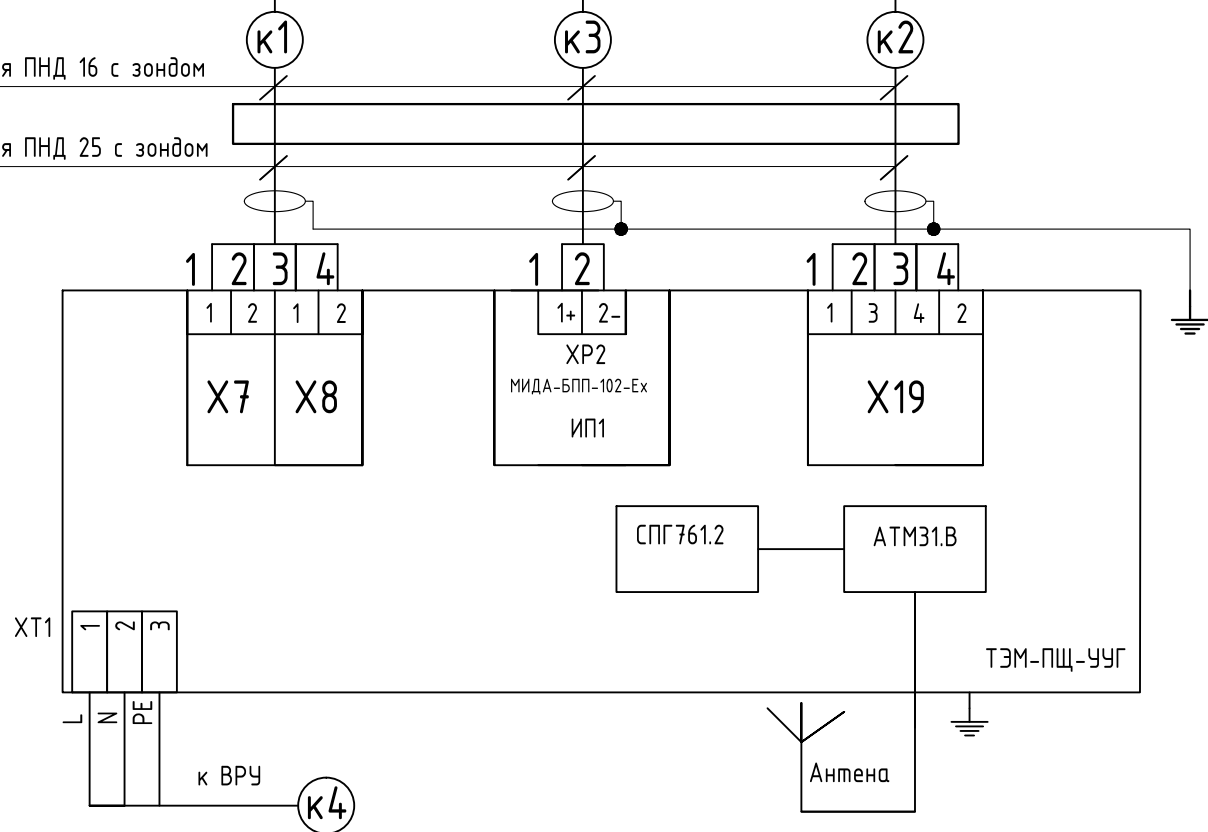 к1 к3 к2
я ПНД 16 с зондом
я ПНД 25 с зондом
1 2 3 4 1 2 1 2 3 4
1 2 1 2 1+ 2- 1 3 4 2
XP2
МИДА-БПП-102-Ex
X7 X8 X19
ИП1
СПГ761.2 АТМ31.В
XT1 1 2 3
ТЭМ-ПЩ-УУГ
L N PE
к ВРУ Антена
к4